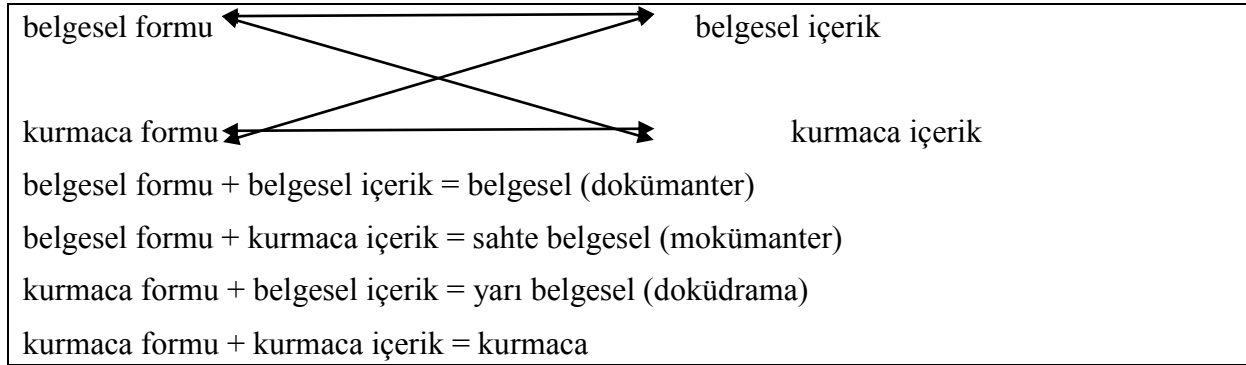 belgesel formu belgesel içerik
kurmaca formu kurmaca içerik
belgesel formu + belgesel içerik = belgesel (dokümanter)
belgesel formu + kurmaca içerik = sahte belgesel (mokümanter)
kurmaca formu + belgesel içerik = yarı belgesel (doküdrama)
kurmaca formu + kurmaca içerik = kurmaca